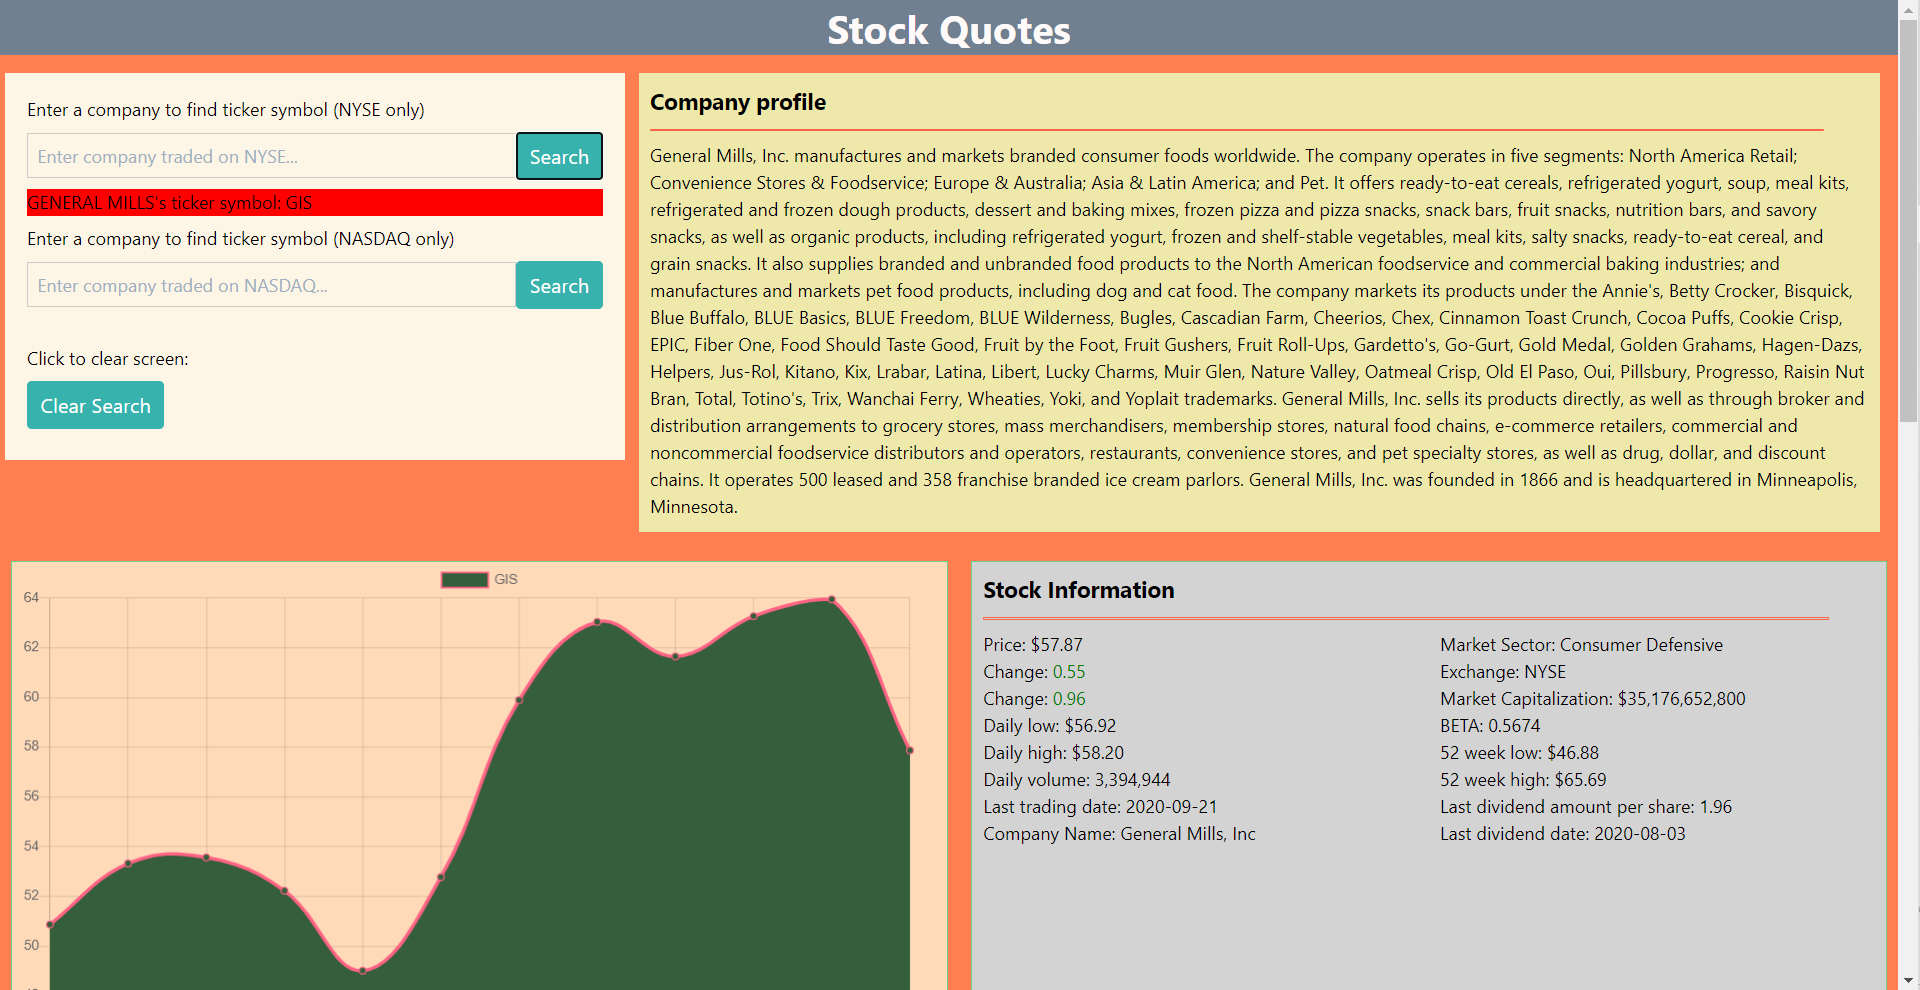 Stock Quotes
Enter a company to find ticker symbol (NYSE only)
Enter company traded on NYSE...
Search
GENERAL MILLS's ticker symbol: GIS
Enter a company to find ticker symbol (NASDAQ only)
Enter company traded on NASDAQ...
Search
Click to clear screen:
Clear Search
Company profile
General Mills, Inc. manufactures and markets branded consumer foods worldwide. The company operates in five segments: North America Retail;
Convenience Stores & Foodservice; Europe & Australia; Asia & Latin America; and Pet. It offers ready-to-eat cereals, refrigerated yogurt, soup, meal kits,
refrigerated and frozen dough products, dessert and baking mixes, frozen pizza and pizza snacks, snack bars, fruit snacks, nutrition bars, and savory
snacks, as well as organic products, including refrigerated yogurt, frozen and shelf-stable vegetables, meal kits, salty snacks, ready-to-eat cereal, and
grain snacks. It also supplies branded and unbranded food products to the North American foodservice and commercial baking industries; and
manufactures and markets pet food products, including dog and cat food. The company markets its products under the Annie's, Betty Crocker, Bisquick,
Blue Buffalo, BLUE Basics, BLUE Freedom, BLUE Wilderness, Bugles, Cascadian Farm, Cheerios, Chex, Cinnamon Toast Crunch, Cocoa Puffs, Cookie Crisp,
EPIC, Fiber One, Food Should Taste Good, Fruit by the Foot, Fruit Gushers, Fruit Roll-Ups, Gardetto's, Go-Gurt, Gold Medal, Golden Grahams, Hagen-Dazs,
Helpers, Jus-Rol, Kitano, Kix, Lrabar, Latina, Libert, Lucky Charms, Muir Glen, Nature Valley, Oatmeal Crisp, Old El Paso, Oui, Pillsbury, Progresso, Raisin Nut
Bran, Total, Totino's, Trix, Wanchai Ferry, Wheaties, Yoki, and Yoplait trademarks. General Mills, Inc. sells its products directly, as well as through broker and
distribution arrangements to grocery stores, mass merchandisers, membership stores, natural food chains, e-commerce retailers, commercial and
noncommercial foodservice distributors and operators, restaurants, convenience stores, and pet specialty stores, as well as drug, dollar, and discount
chains. It operates 500 leased and 358 franchise branded ice cream parlors. General Mills, Inc. was founded in 1866 and is headquartered in Minneapolis,
Minnesota.
GIS
64
62
60
58
56
54
52
50
Stock Information
Price: $57.87
Change: 0.55
Change: 0.96
Daily low: $56.92
Daily high: $58.20
Daily volume: 3,394,944
Last trading date: 2020-09-21
Company Name: General Mills, Inc
Market Sector: Consumer Defensive
Exchange: NYSE
Market Capitalization: $35,176,652,800
BETA: 0.5674
52 week low: $46.88
52 week high: $65.69
Last dividend amount per share: 1.96
Last dividend date: 2020-08-03